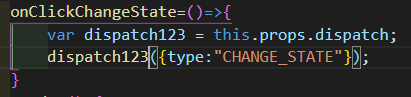 onClickChangeState=()=>{
var dispatch123 = this.props.dispatch;
dispatch123({type:"CHANGE_STATE"});
}